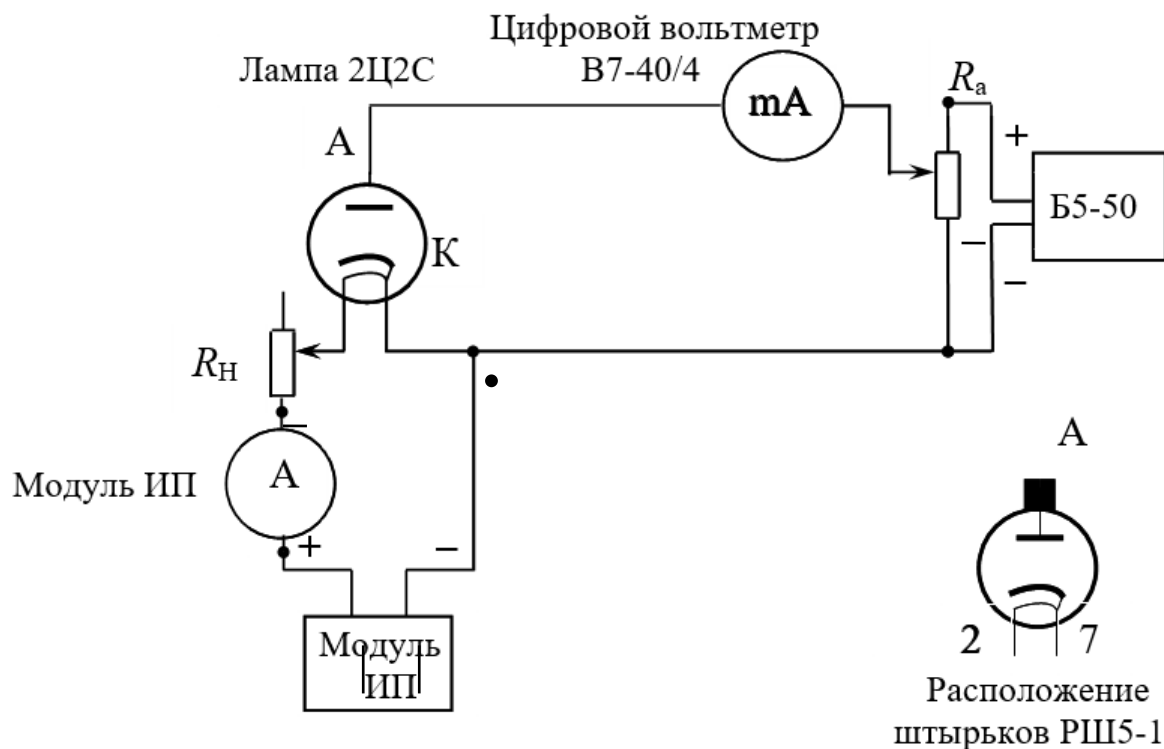 Цифровой вольтметр
В7-40/4
Лампа 2Ц2С
mA
Rа
А
+
Б5-50
К
−
−
RН
−
А
Модуль ИП
А
+
−
Модуль
ИП
2
7
Расположение
штырьков РШ5-1